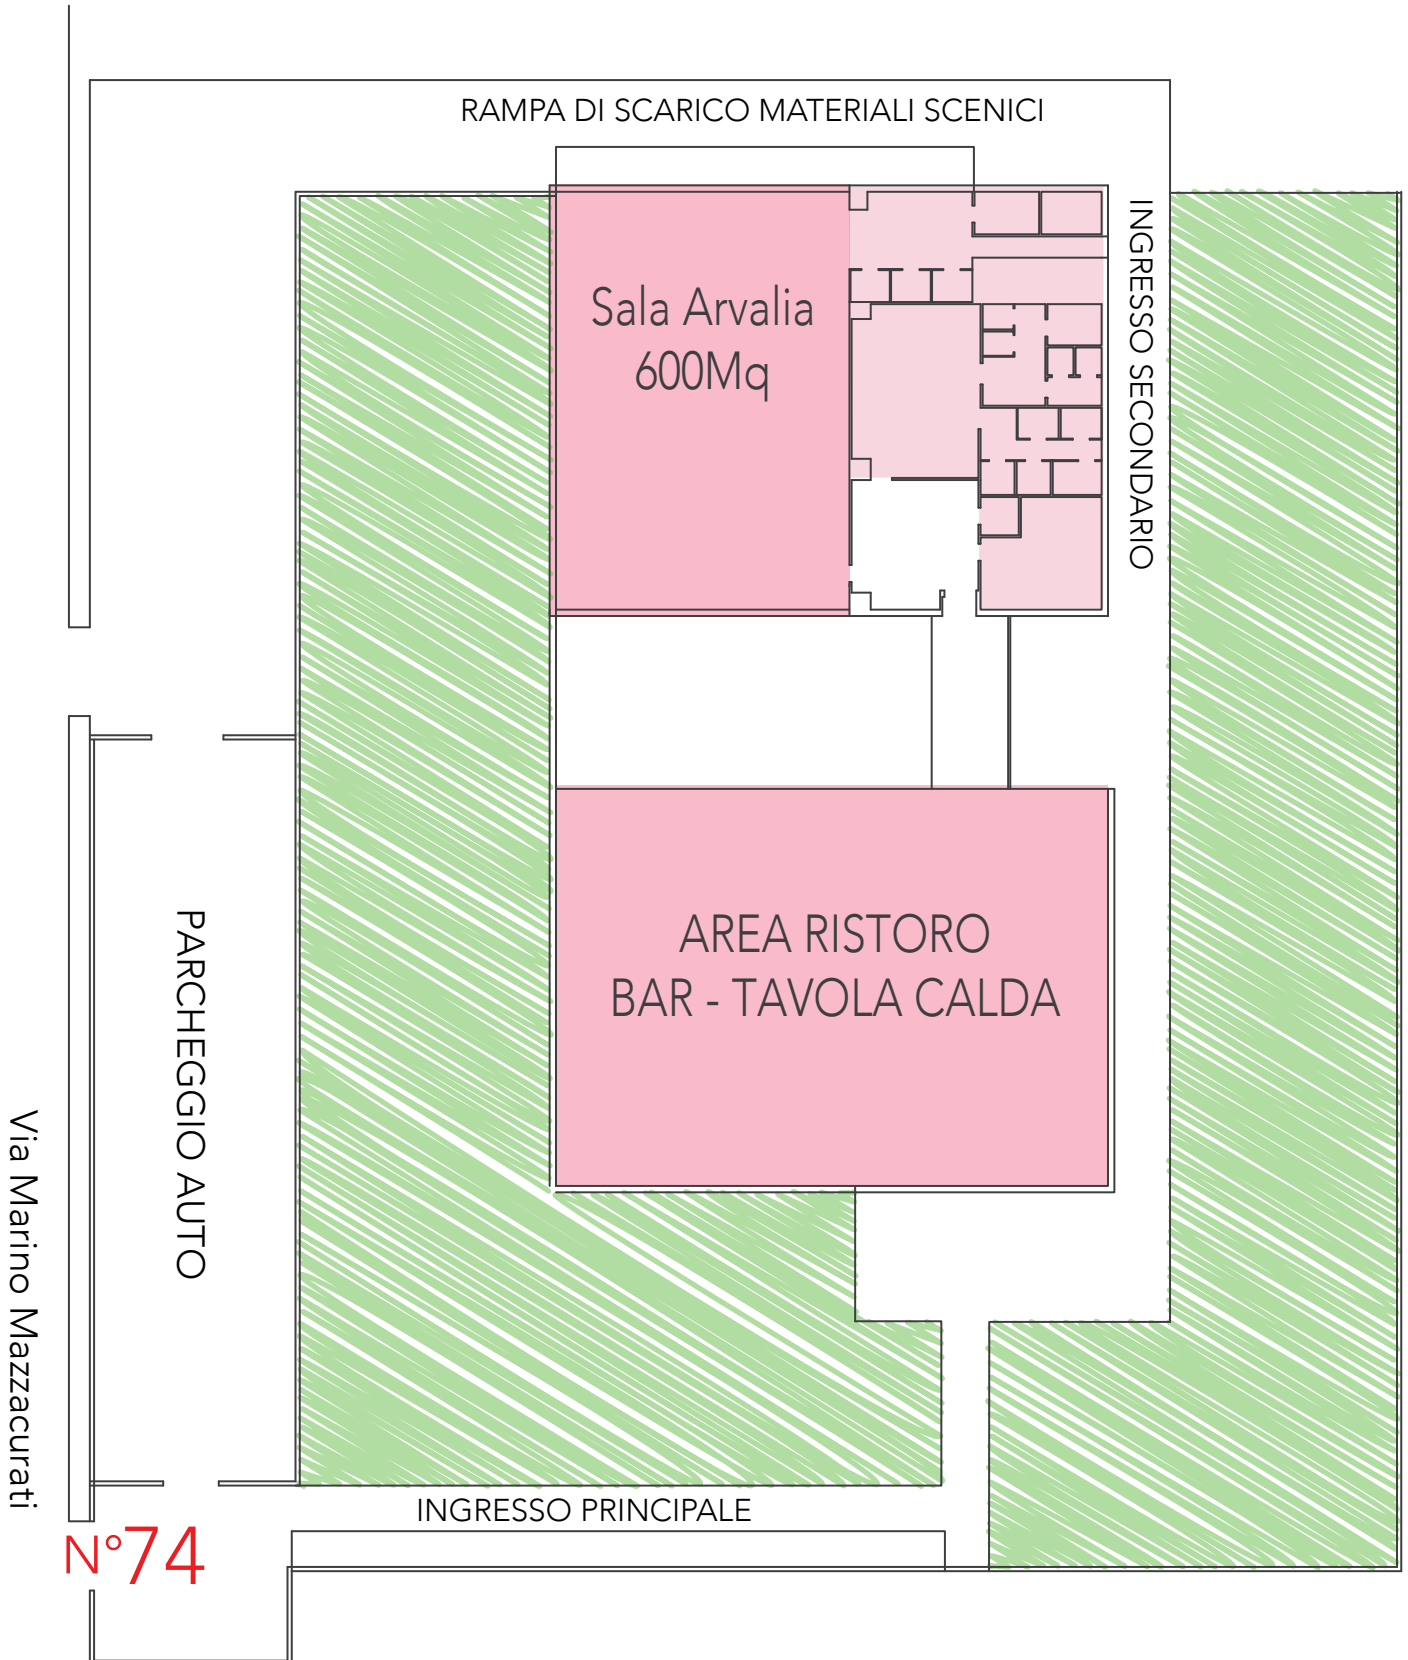 RAMPA DI SCARICO MATERIALI SCENICI
INGRESSO SECONDARIO
Sala Arvalia
600Mq
AREA RISTORO
BAR - TAVOLA CALDA
PARCHEGGIO AUTO
Via Marino Mazzacurati
INGRESSO PRINCIPALE
N°74